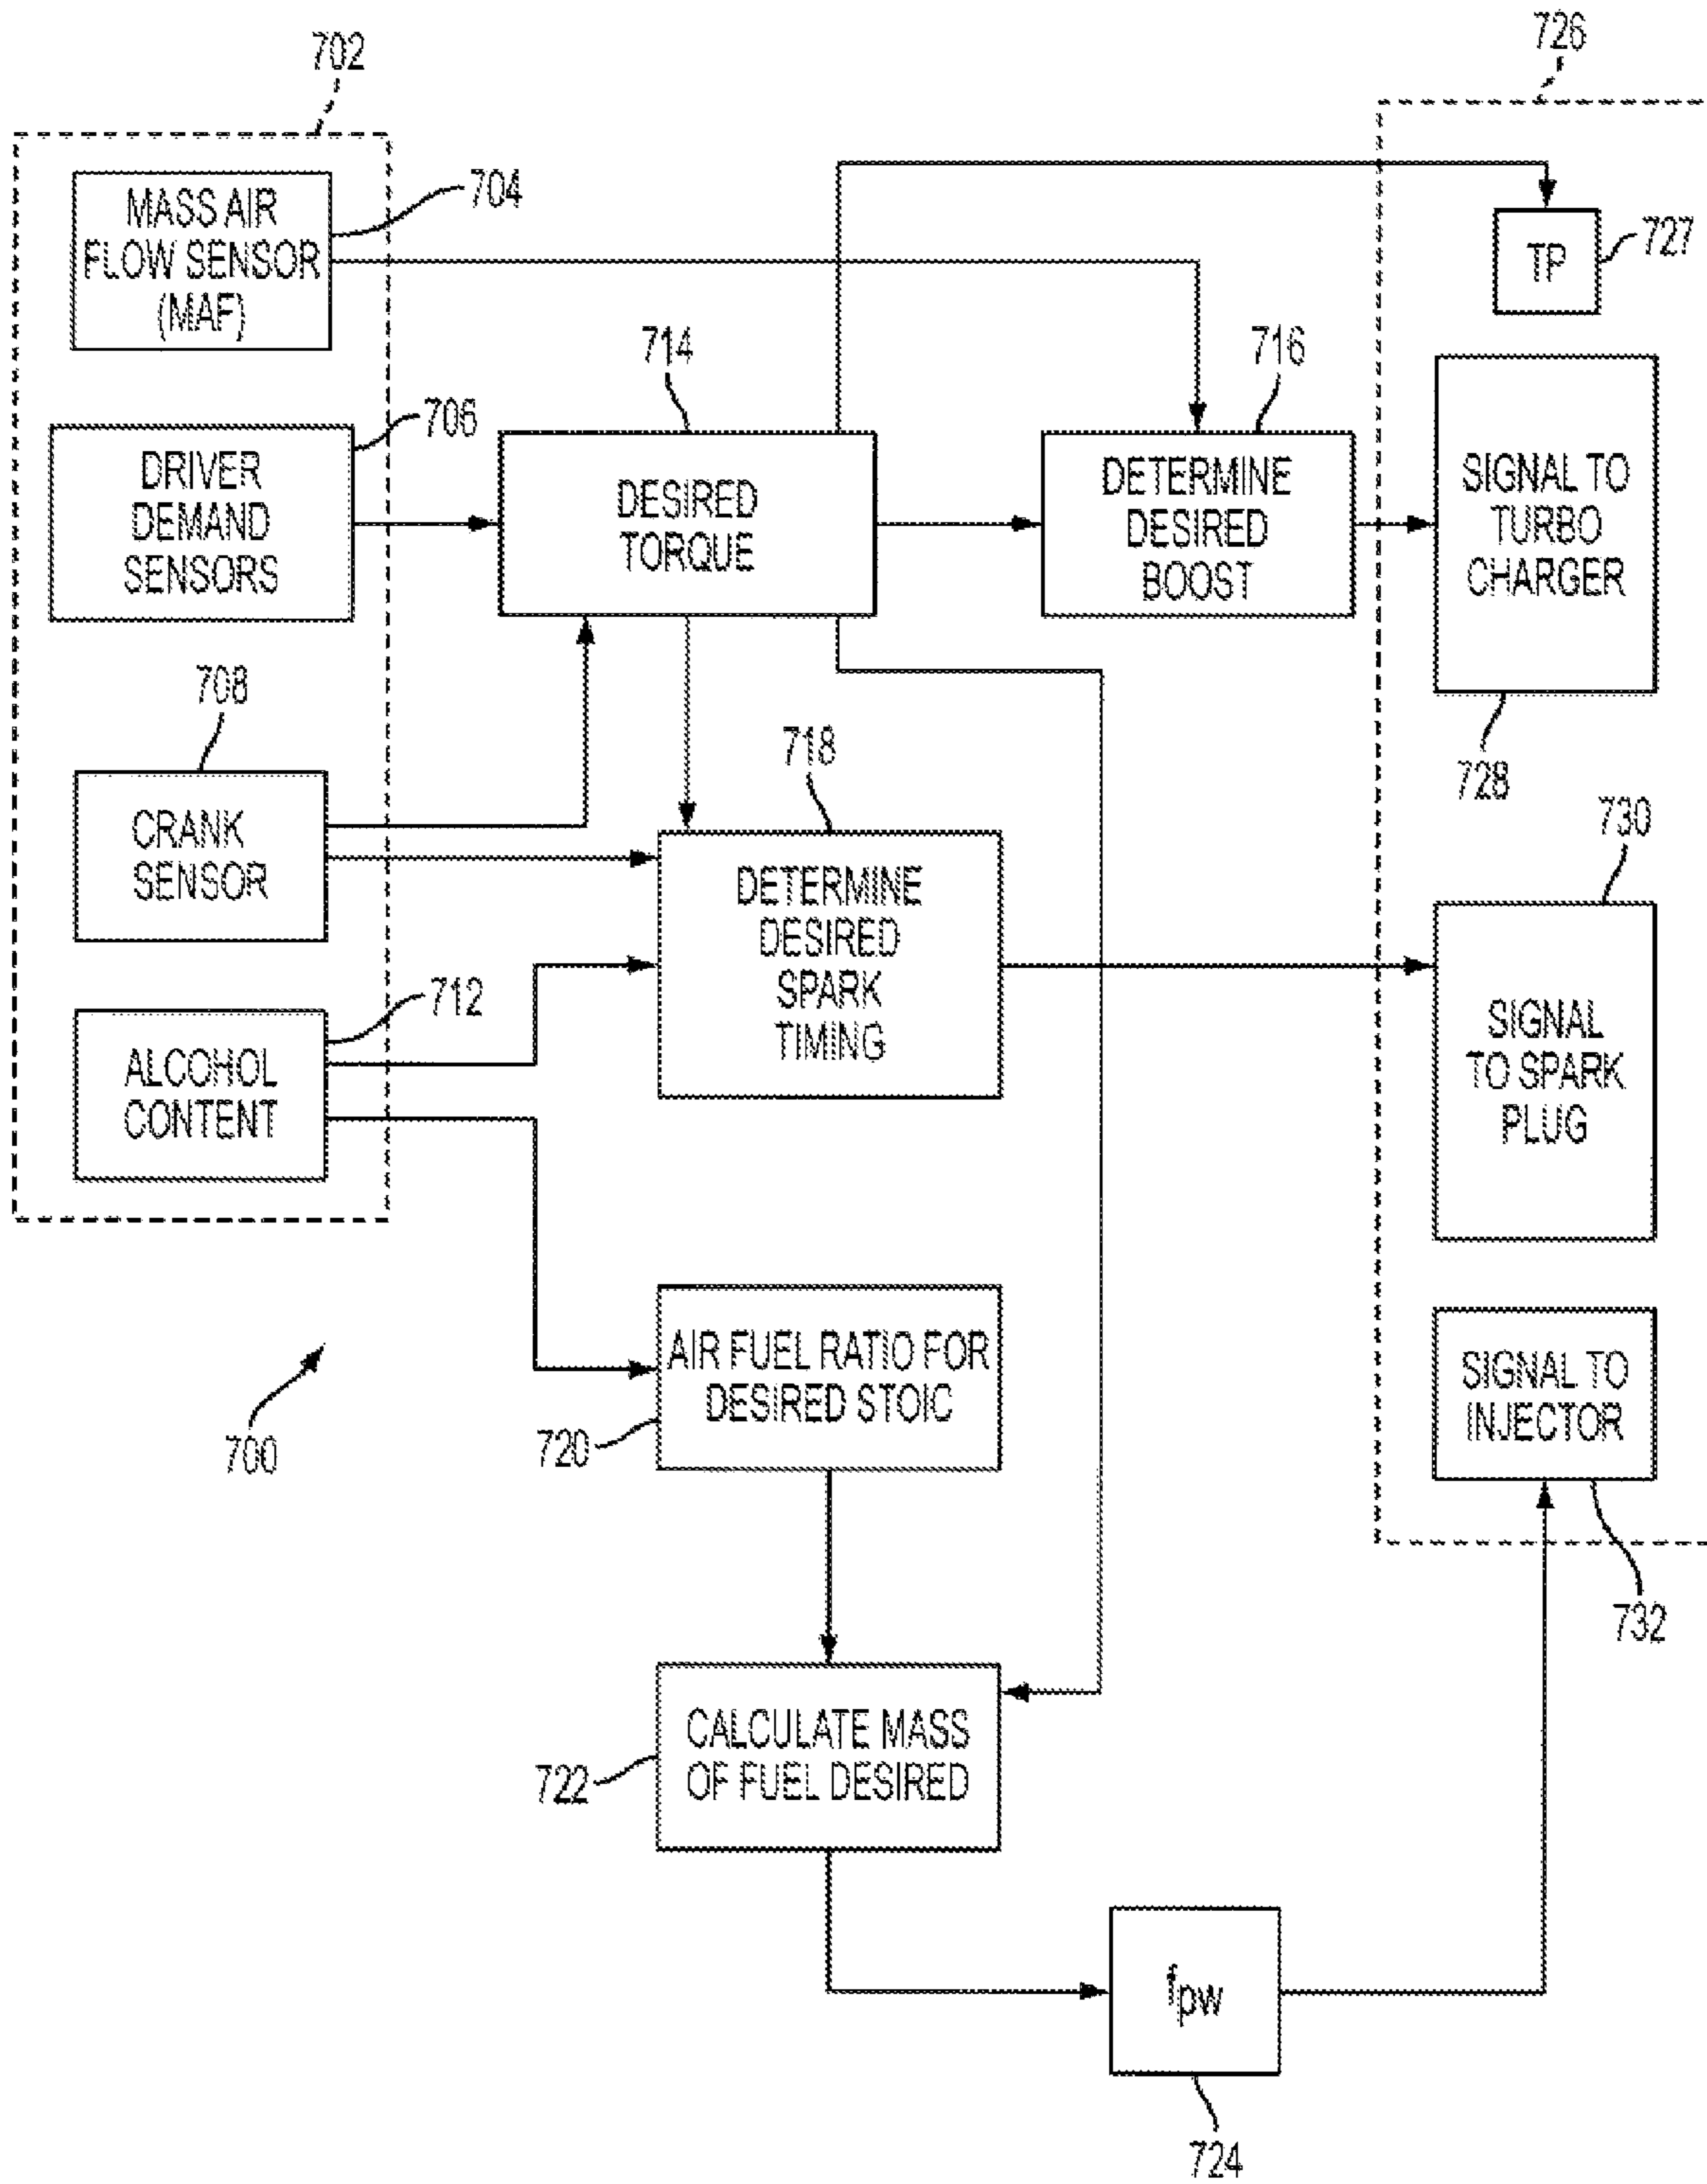 702
726
MASS AIR
FLOW SENSOR
(MAF)
704
TP
727
714
716
706
DRIVER
DEMAND
SENSORS
DESIRED
TORQUE
DETERMINE
DESIRED
BOOST
SIGNAL TO
TURBO
CHARGER
708
718
728
730
CRANK
SENSOR
DETERMINE
DESIRED
SPARK
TIMING
712
ALCOHOL
CONTENT
SIGNAL
TO SPARK
PLUG
AIR FUEL RATIO FOR
DESIRED STOIC
720
700
SIGNAL TO
INJECTOR
732
CALCULATE MASS
OF FUEL DESIRED
722
fpw
724